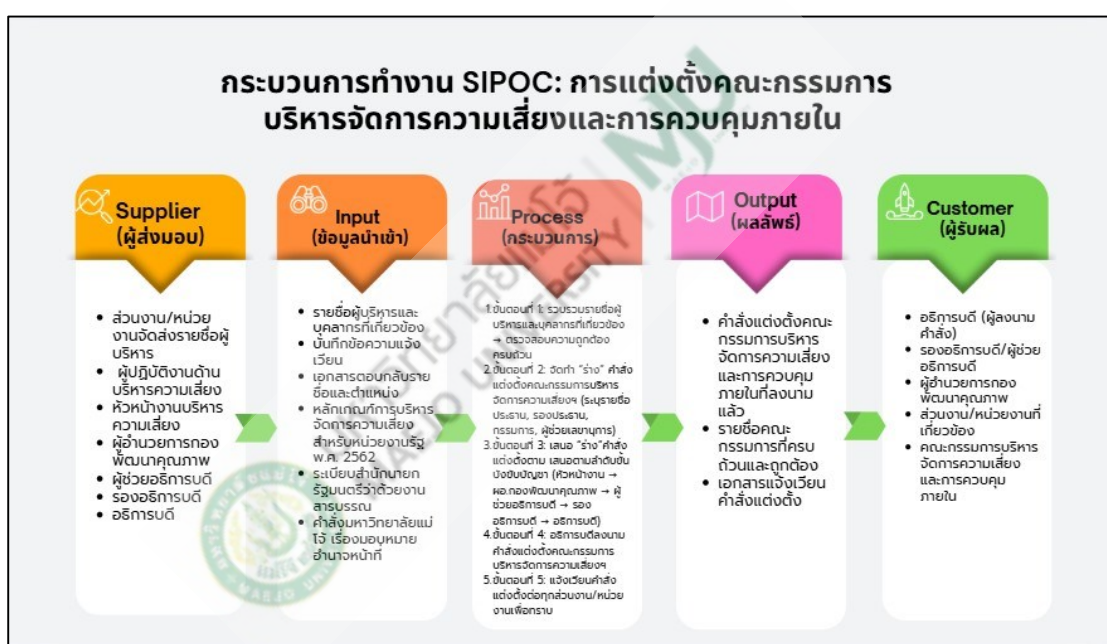 กระบวนการทำงาน SIPOC: การแต่งตั้งคณะกรรมการ
บริหารจัดการความเสี่ยงและการควบคุมภายใน
Supplier
(ผู้ส่งมอบ)
• ส่วนงาน/หน่วย
งานจัดส่งรายชื่อผู้
บริหาร
• ผู้ปฏิบัติงานด้าน
บริหารความเสี่ยง
• หัวหน้างานบริหาร
ความเสี่ยง
• ผู้อำนวยการกอง
พัฒนาคุณภาพ
• ผู้ช่วยอธิการบดี
• รองอธิการบดี
• อธิการบดี
Input
(ข้อมูลนำเข้า)
• รายชื่อผู้บริหารและ
บุคลากรที่เกี่ยวข้อง
• บันทึกข้อความแจ้ง
เวียน
• เอกสารตอบกลับราย
ชื่อและตำแหน่ง
• หลักเกณฑ์การบริหาร
จัดการความเสี่ยง
สำหรับหน่วยงานรัฐ
พ.ศ. 2562
• ระเบียบสำนักนายก
รัฐมนตรีว่าด้วยงาน
สารบรรณ
• คำสั่งมหาวิทยาลัยแม่
โจ้ เรื่องมอบหมาย
อำนาจหน้าที่
Process
(กระบวนการ)
1.ขั้นตอนที่ 1: รวบรวมรายชื่อผู้
บริหารและบุคลากรที่เกี่ยวข้อง
→ ตรวจสอบความถูกต้อง
ครบถ้วน
2.ขั้นตอนที่ 2: จัดทำ "ร่าง" คำสั่ง
แต่งตั้งคณะกรรมการบริหาร
จัดการความเสี่ยงฯ (ระบุรายชื่อ
ประธาน, รองประธาน,
กรรมการ, ผู้ช่วยเลขานุการ)
3.ขั้นตอนที่ 3: เสนอ "ร่าง"คำสั่ง
แต่งตั้งตาม เสนอตามลำดับชั้น
บังคับบัญชา (หัวหน้างาน →
ผอ.กองพัฒนาคุณภาพ → ผู้
ช่วยอธิการบดี → รอง
อธิการบดี → อธิการบดี)
4.ขั้นตอนที่ 4: อธิการบดีลงนาม
คำสั่งแต่งตั้งคณะกรรมการ
บริหารจัดการความเสี่ยงฯ
5.ขั้นตอนที่ 5: แจ้งเวียนคำสั่ง
แต่งตั้งต่อทุกส่วนงาน/หน่วย
งานเพื่อทราบ
Output
(ผลลัพธ์)
• คำสั่งแต่งตั้งคณะ
กรรมการบริหาร
จัดการความเสี่ยง
และการควบคุม
ภายในที่ลงนาม
แล้ว
• รายชื่อคณะ
กรรมการที่ครบ
ถ้วนและถูกต้อง
• เอกสารแจ้งเวียน
คำสั่งแต่งตั้ง
Customer
(ผู้รับผล)
• อธิการบดี (ผู้ลงนาม
คำสั่ง)
• รองอธิการบดี/ผู้ช่วย
อธิการบดี
• ผู้อำนวยการกอง
พัฒนาคุณภาพ
• ส่วนงาน/หน่วยงานที่
เกี่ยวข้อง
• คณะกรรมการบริหาร
จัดการความเสี่ยง
และการควบคุม
ภายใน
มหาวิทยาลัยแม่โจ้
MAEJO UNIVERSITY
MJU